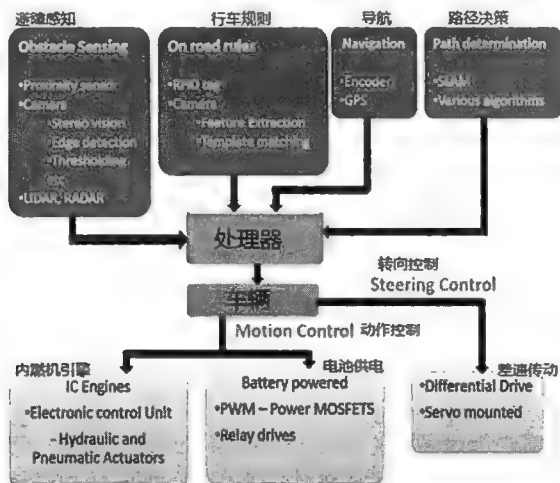 避障感知
Obstacle Sensing
•Proximity sensor
•Camera
•Stereo vision
•Edge detection
•Thresholding
etc
•LIDAR, RADAR
行车规则
On road rules
•RFID tag
•Camera
•Feature Extraction
•Template matching
导航
Navigation
•Encoder
•GPS
路径决策
Path determination
•SLAM
•Various algorithms
处理器
车辆
转向控制
Steering Control
Motion Control 动作控制
内燃机引擎
IC Engines
•Electronic control Unit
– Hydraulic and
Pneumatic Actuators
电池供电
Battery powered
•PWM – Power MOSFETS
•Relay drives
差速传动
•Differential Drive
•Servo mounted